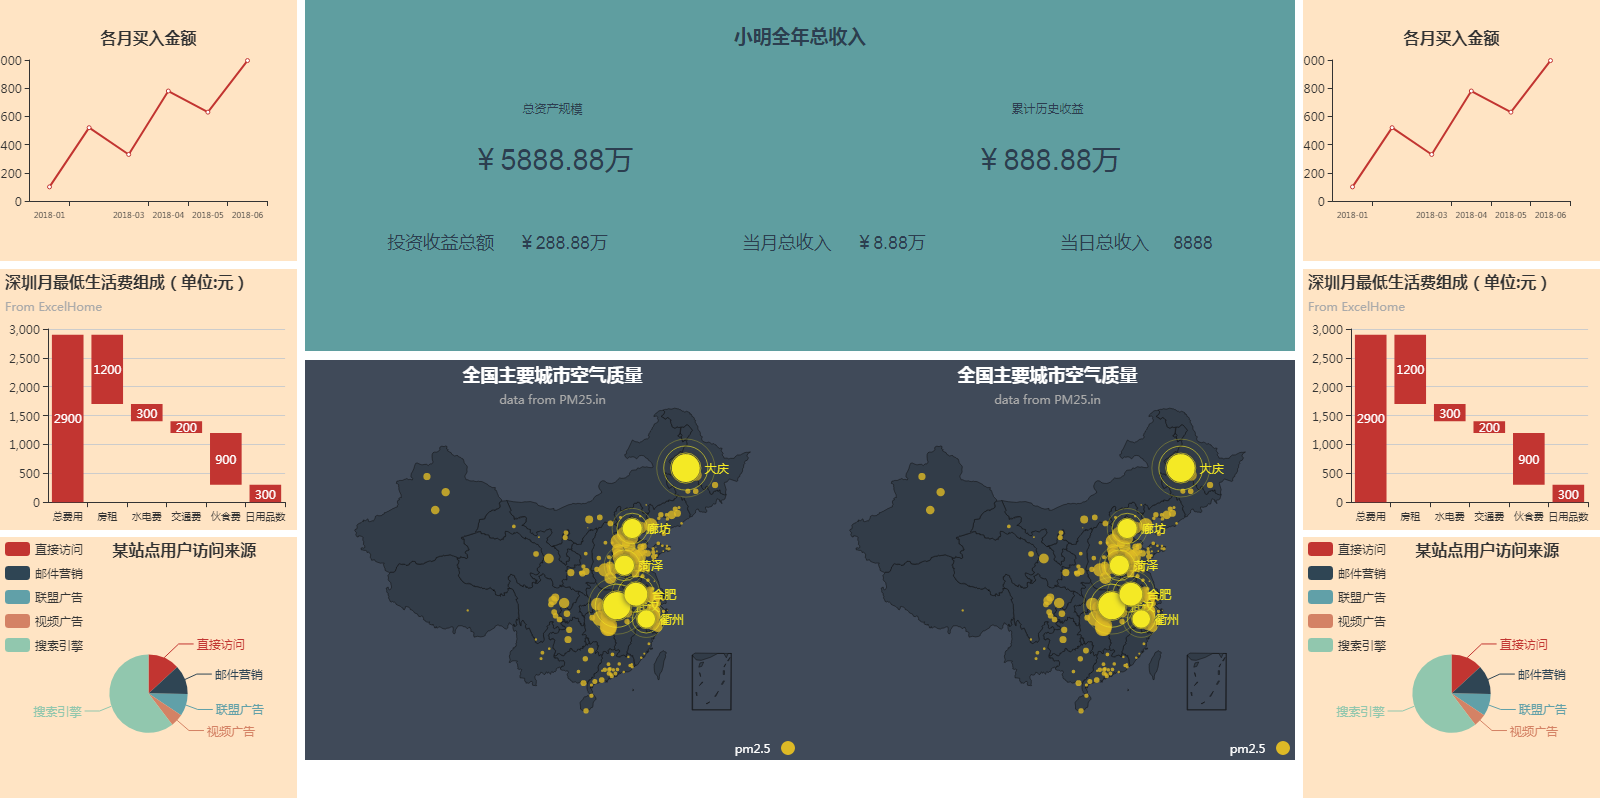 各月买入金额
000
800
600
400
200
0
2018-01
2018-03
2018-04
2018-05
2018-06
深圳月最低生活费组成（单位:元）
From ExcelHome
3,000
2,500
2,000
1,500
1,000
500
0
2900
1200
300
200
900
300
总费用
房租
水电费
交通费
伙食费
日用品数
某站点用户访问来源
直接访问
邮件营销
联盟广告
视频广告
搜索引擎
直接访问
邮件营销
联盟广告
视频广告
搜索引擎
小明全年总收入
总资产规模
累计历史收益
￥5888.88万
￥888.88万
投资收益总额 ￥288.88万
当月总收入 ￥8.88万
当日总收入 8888
全国主要城市空气质量
data from PM25.in
大庆
廊坊
菏泽
合肥
衢州
pm2.5
全国主要城市空气质量
data from PM25.in
大庆
廊坊
菏泽
合肥
衢州
pm2.5
各月买入金额
000
800
600
400
200
0
2018-01
2018-03
2018-04
2018-05
2018-06
深圳月最低生活费组成（单位:元）
From ExcelHome
3,000
2,500
2,000
1,500
1,000
500
0
2900
1200
300
200
900
300
总费用
房租
水电费
交通费
伙食费
日用品数
某站点用户访问来源
直接访问
邮件营销
联盟广告
视频广告
搜索引擎
直接访问
邮件营销
联盟广告
视频广告
搜索引擎